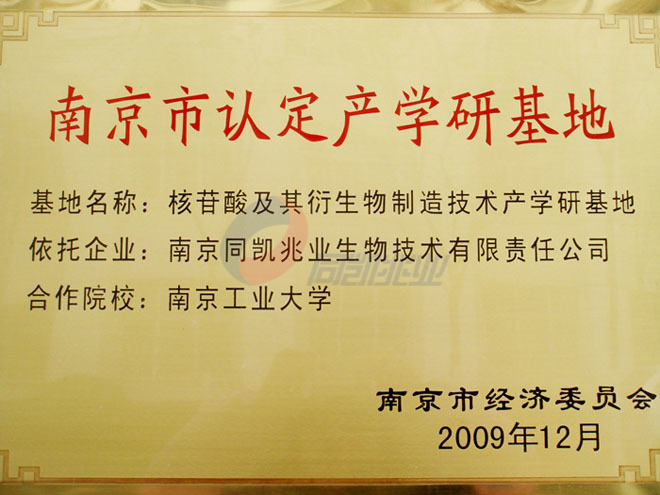 南京市认定产学研基地
基地名称：核苷酸及其衍生物制造技术产学研基地
依托企业：南京同凯兆业生物技术有限责任公司
同凯兆业
合作院校：南京工业大学
南京市经济委员会
2009年12月